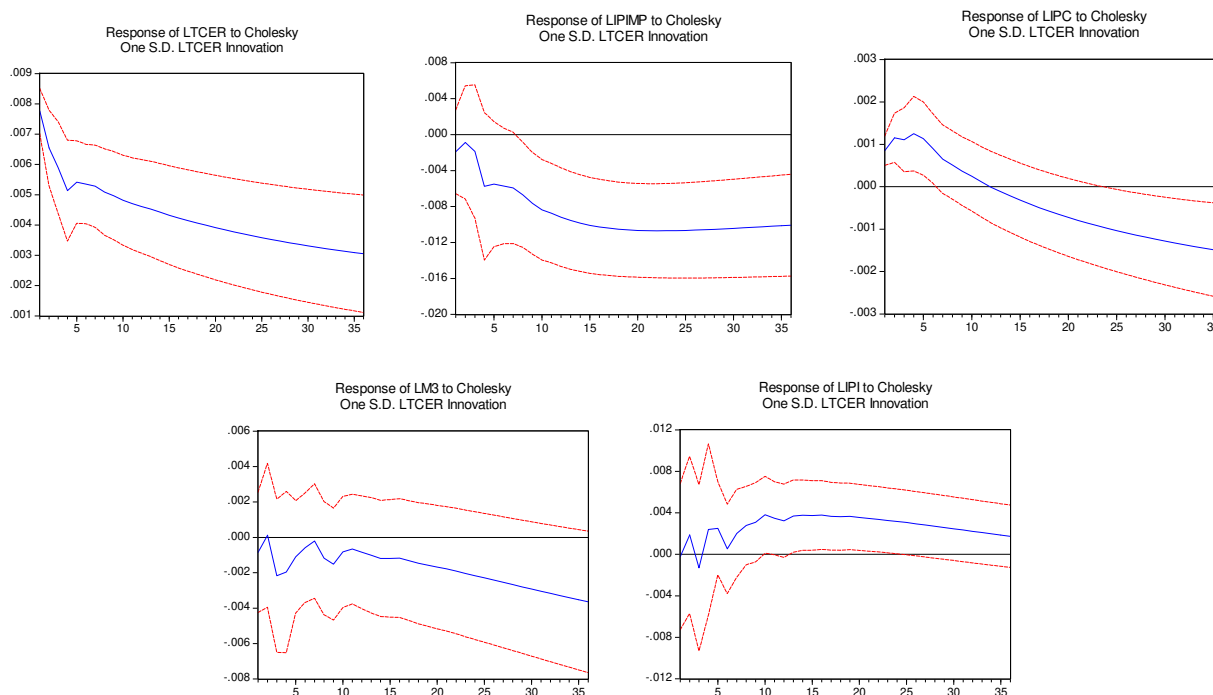 Response of LTCER to Cholesky
One S.D. LTCER Innovation
.009
.008
.007
.006
.005
.004
.003
.002
.001
5 10 15 20 25 30 35
Response of LIPIMP to Cholesky
One S.D. LTCER Innovation
.008
.004
.000
-.004
-.008
-.012
-.016
-.020
5 10 15 20 25 30 35
Response of LIPC to Cholesky
One S.D. LTCER Innovation
.003
.002
.001
.000
-.001
-.002
-.003
5 10 15 20 25 30 35
Response of LM3 to Cholesky
One S.D. LTCER Innovation
.006
.004
.002
.000
-.002
-.004
-.006
-.008
5 10 15 20 25 30 35
Response of LIPI to Cholesky
One S.D. LTCER Innovation
.012
.008
.004
.000
-.004
-.008
-.012
5 10 15 20 25 30 35